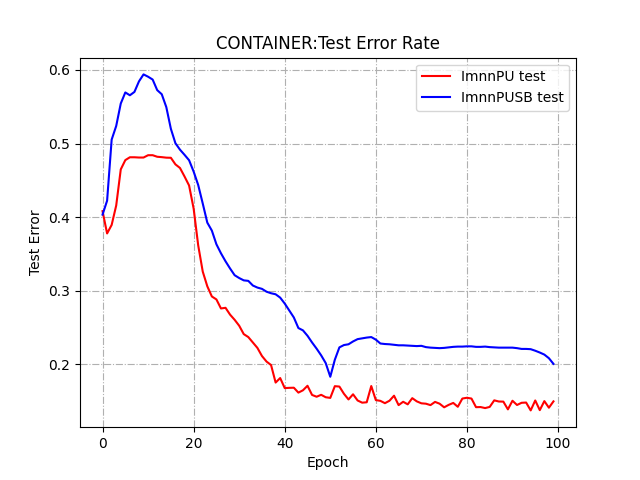 CONTAINER:Test Error Rate
ImnnPU test
ImnnPUSB test
Test Error
0.6
0.5
0.4
0.3
0.2
0 20 40 60 80 100
Epoch